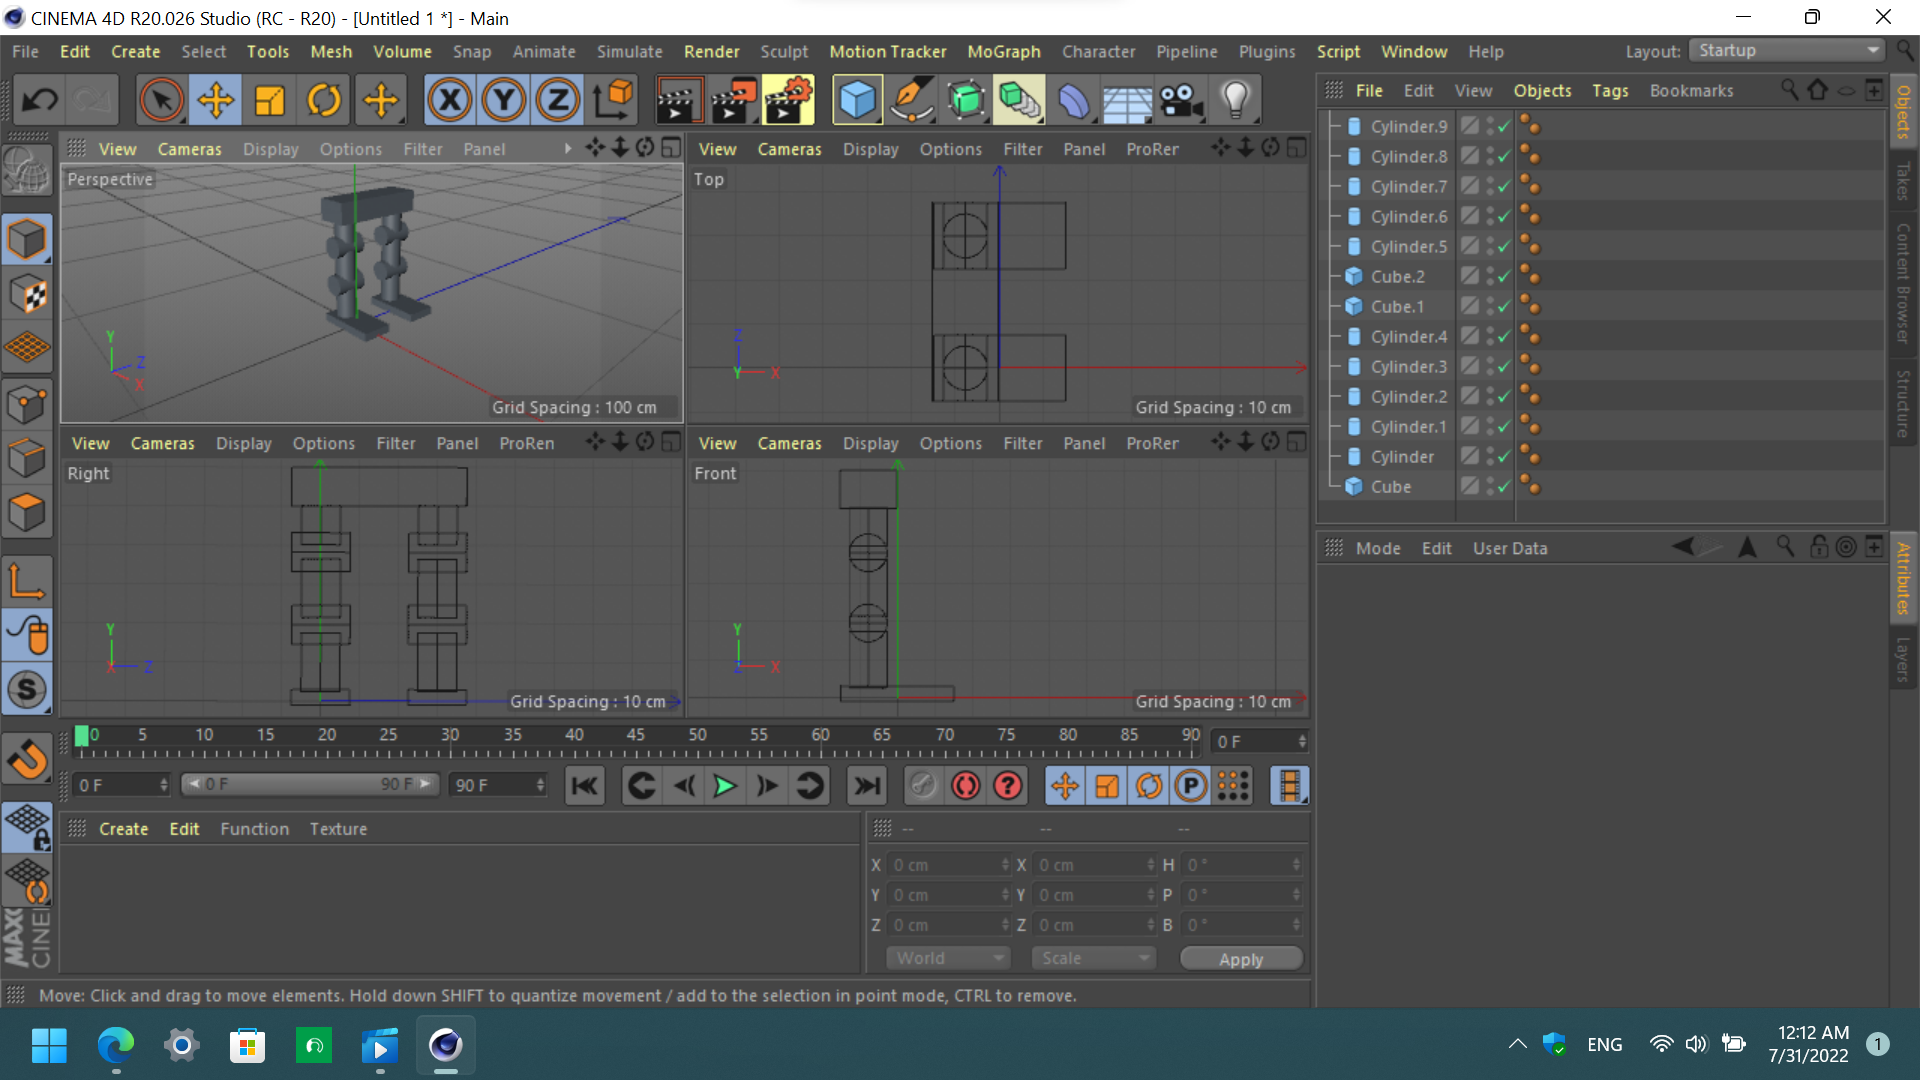 CINEMA 4D R20.026 Studio (RC - R20) - [Untitled 1 *] - Main
File Edit Create Select Tools Mesh Volume Snap Animate Simulate Render Sculpt Motion Tracker MoGraph Character Pipeline Plugins Script Window Help Layout: Startup
X Y Z
File Edit View Objects Tags Bookmarks
Objects
Takes
Content Browser
Structure
Cylinder.9
Cylinder.8
Cylinder.7
Cylinder.6
Cylinder.5
Cube.2
Cube.1
Cylinder.4
Cylinder.3
Cylinder.2
Cylinder.1
Cylinder
Cube
View Cameras Display Options Filter Panel
Perspective
Y
Z
X
Grid Spacing : 100 cm
View Cameras Display Options Filter Panel ProRer
Top
Z
Y X
Grid Spacing : 10 cm
View Cameras Display Options Filter Panel ProRen
Right
Y
X Z
Grid Spacing : 10 cm
View Cameras Display Options Filter Panel ProRer
Front
Y
Z X
Grid Spacing : 10 cm
Mode Edit User Data
Attributes
Layers
S
0 5 10 15 20 25 30 35 40 45 50 55 60 65 70 75 80 85 90 0 F
0 F 0 F 90 F 90 F ? P
Create Edit Function Texture
-- -- --
X 0 cm X 0 cm H 0 °
Y 0 cm Y 0 cm P 0 °
Z 0 cm Z 0 cm B 0 °
World Scale Apply
MAXO
CINE
Move: Click and drag to move elements. Hold down SHIFT to quantize movement / add to the selection in point mode, CTRL to remove.
ENG
12:12 AM
7/31/2022
1